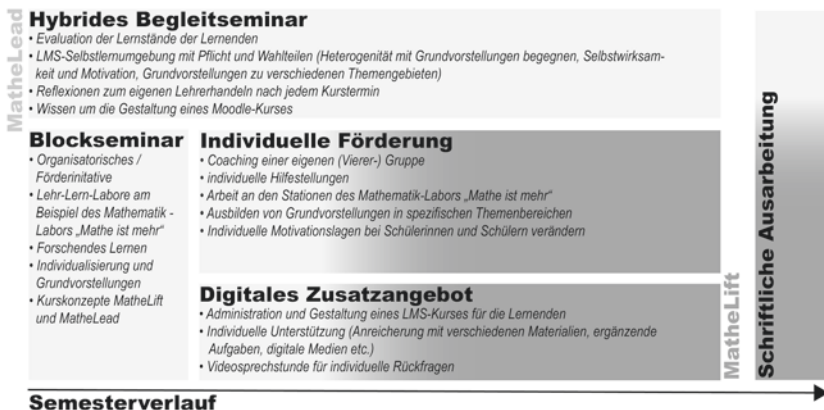 MatheLead
Hybrides Begleitseminar
• Evaluation der Lernstände der Lernenden
• LMS-Selbstlernumgebung mit Pflicht und Wahlteilen (Heterogenität mit Grundvorstellungen begegnen, Selbstwirksam-
keit und Motivation, Grundvorstellungen zu verschiedenen Themengebieten)
• Reflexionen zum eigenen Lehrerhandeln nach jedem Kurstermin
• Wissen um die Gestaltung eines Moodle-Kurses
Blockseminar
• Organisatorisches /
Förderinitative
• Lehr-Lern-Labore am
Beispiel des Mathematik -
Labors „Mathe ist mehr“
• Forschendes Lernen
• Individualisierung und
Grundvorstellungen
• Kurskonzepte MatheLift
und MatheLead
Individuelle Förderung
• Coaching einer eigenen (Vierer-) Gruppe
• individuelle Hilfestellungen
• Arbeit an den Stationen des Mathematik-Labors „Mathe ist mehr“
• Ausbilden von Grundvorstellungen in spezifischen Themenbereichen
• Individuelle Motivationslagen bei Schülerinnen und Schülern verändern
Digitales Zusatzangebot
• Administration und Gestaltung eines LMS-Kurses für die Lernenden
• Individuelle Unterstützung (Anreicherung mit verschiedenen Materialien, ergänzende
Aufgaben, digitale Medien etc.)
• Videosprechstunde für individuelle Rückfragen
MatheLift
Schriftliche Ausarbeitung
Semesterverlauf